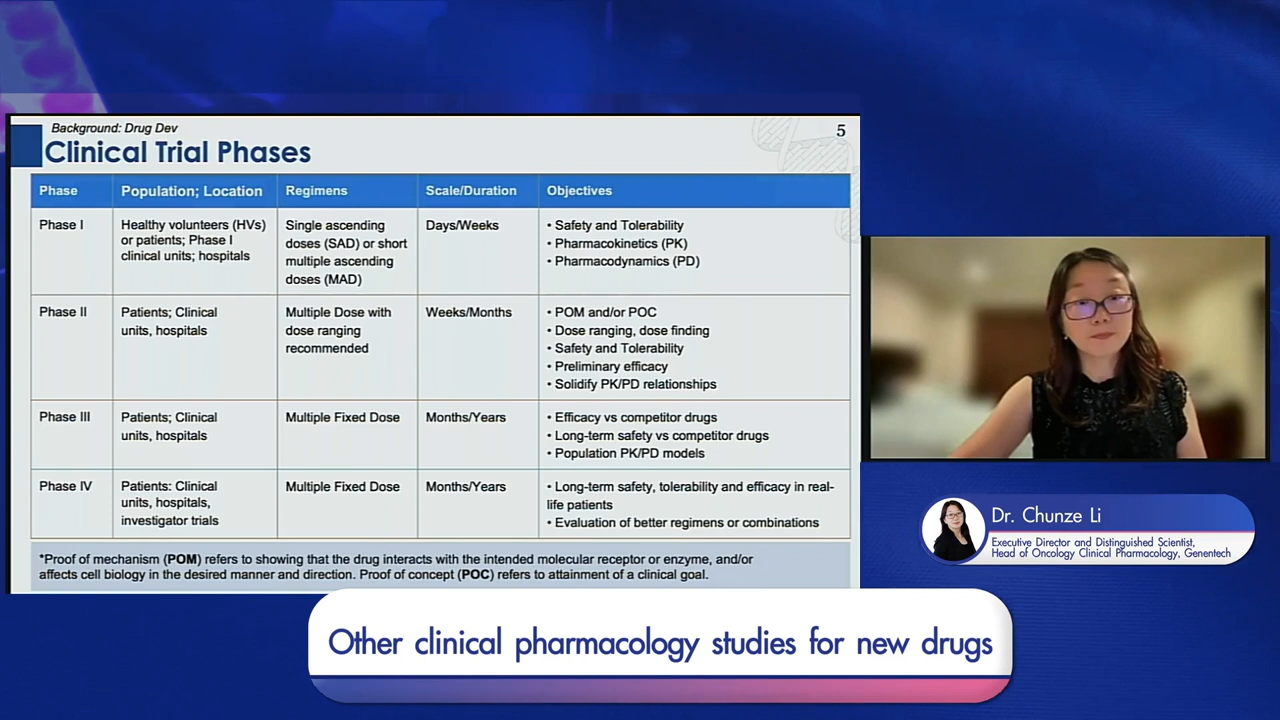 Background: Drug Dev
5
Clinical Trial Phases
Phase
Population; Location
Regimens
Scale/Duration
Objectives
Phase I
Healthy volunteers (HVs)
or patients; Phase I
clinical units; hospitals
Single ascending
doses (SAD) or short
multiple ascending
doses (MAD)
Days/Weeks
• Safety and Tolerability
• Pharmacokinetics (PK)
• Pharmacodynamics (PD)
Phase II
Patients; Clinical
units, hospitals
Multiple Dose with
dose ranging
recommended
Weeks/Months
• POM and/or POC
• Dose ranging, dose finding
• Safety and Tolerability
• Preliminary efficacy
• Solidify PK/PD relationships
Phase III
Patients; Clinical
units, hospitals
Multiple Fixed Dose
Months/Years
• Efficacy vs competitor drugs
• Long-term safety vs competitor drugs
• Population PK/PD models
Phase IV
Patients: Clinical
units, hospitals,
investigator trials
Multiple Fixed Dose
Months/Years
• Long-term safety, tolerability and efficacy in real-
life patients
• Evaluation of better regimens or combinations
*Proof of mechanism (POM) refers to showing that the drug interacts with the intended molecular receptor or enzyme, and/or
affects cell biology in the desired manner and direction. Proof of concept (POC) refers to attainment of a clinical goal.
Dr. Chunze Li
Executive Director and Distinguished Scientist,
Head of Oncology Clinical Pharmacology, Genentech
Other clinical pharmacology studies for new drugs